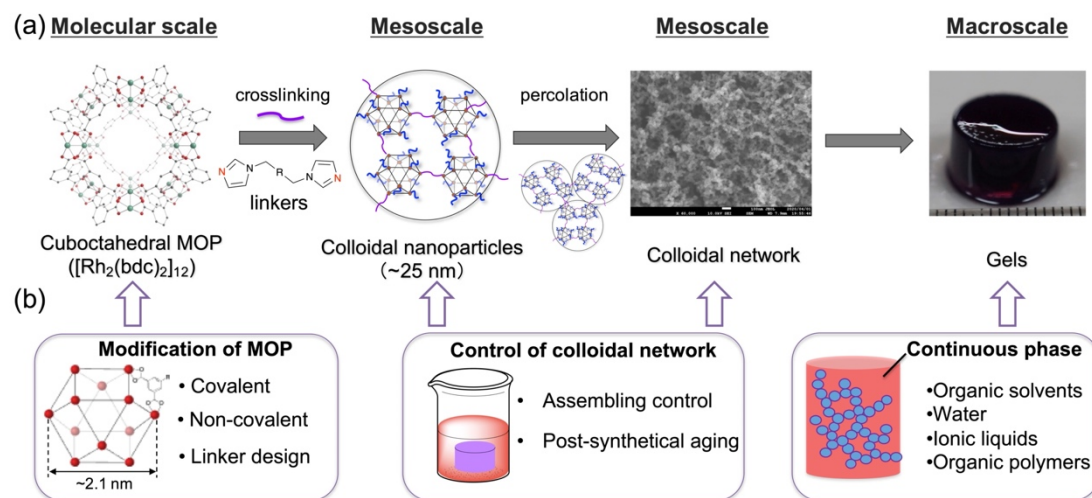 (a)
Molecular scale
Mesoscale
Mesoscale
Macroscale
crosslinking
percolation
N
N
R
N
N
linkers
Cuboctahedral MOP
([Rh₂(bdc)₂]₁₂)
Colloidal nanoparticles
(~25 nm)
Colloidal network
Gels
(b)
Modification of MOP
• Covalent
• Non-covalent
• Linker design
~2.1 nm
Control of colloidal network
• Assembling control
• Post-synthetical aging
Continuous phase
•Organic solvents
•Water
•Ionic liquids
•Organic polymers